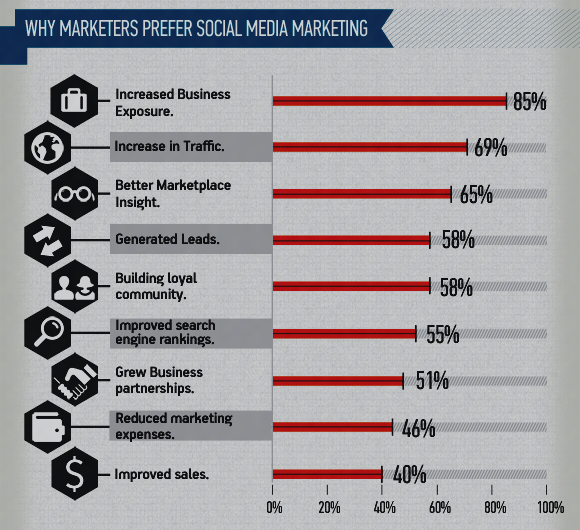 WHY MARKETERS PREFER SOCIAL MEDIA MARKETING
Increased Business
Exposure.
85%
Increase in Traffic.
69%
Better Marketplace
Insight.
65%
Generated Leads.
58%
Building loyal
community.
58%
Improved search
engine rankings.
55%
Grew Business
partnerships.
51%
Reduced marketing
expenses.
46%
$
Improved sales.
40%
0% 20% 40% 60% 80% 100%